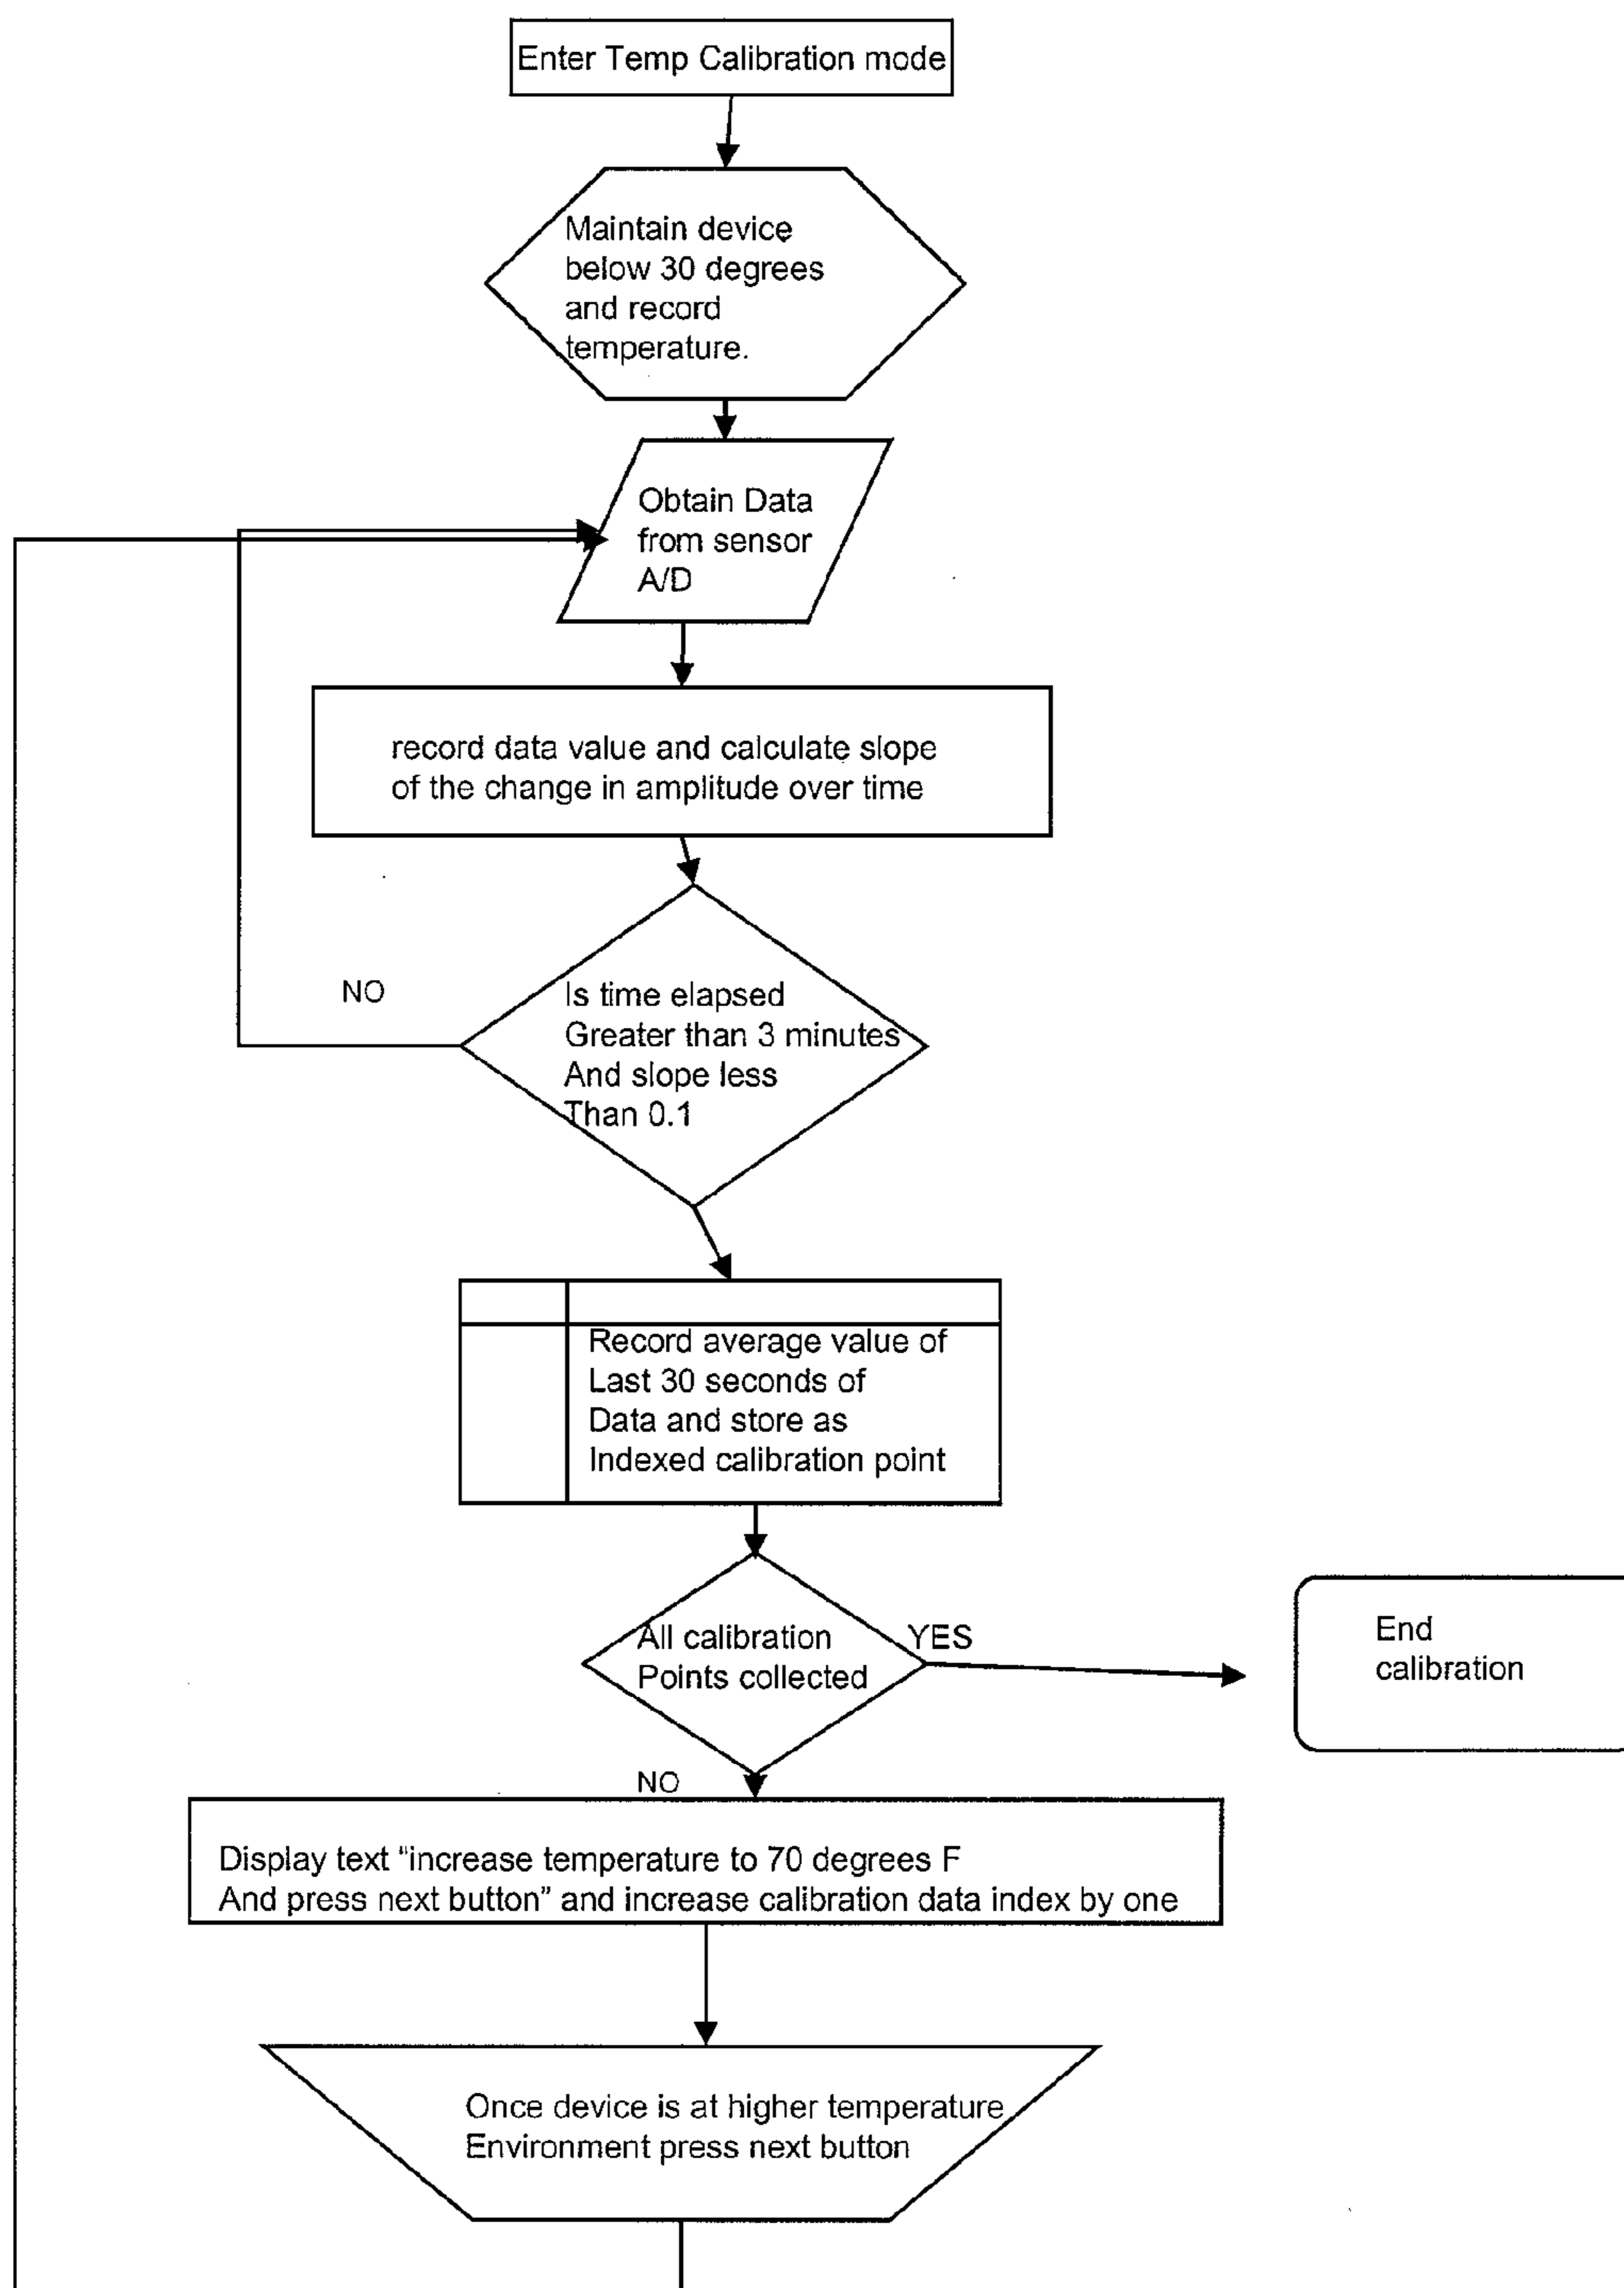 Enter Temp Calibration mode
Maintain device
below 30 degrees
and record
temperature.
Obtain Data
from sensor
A/D
record data value and calculate slope
of the change in amplitude over time
NO
Is time elapsed
Greater than 3 minutes
And slope less
Than 0.1
Record average value of
Last 30 seconds of
Data and store as
Indexed calibration point
All calibration
Points collected
YES
End
calibration
NO
Display text “increase temperature to 70 degrees F
And press next button” and increase calibration data index by one
Once device is at higher temperature
Environment press next button